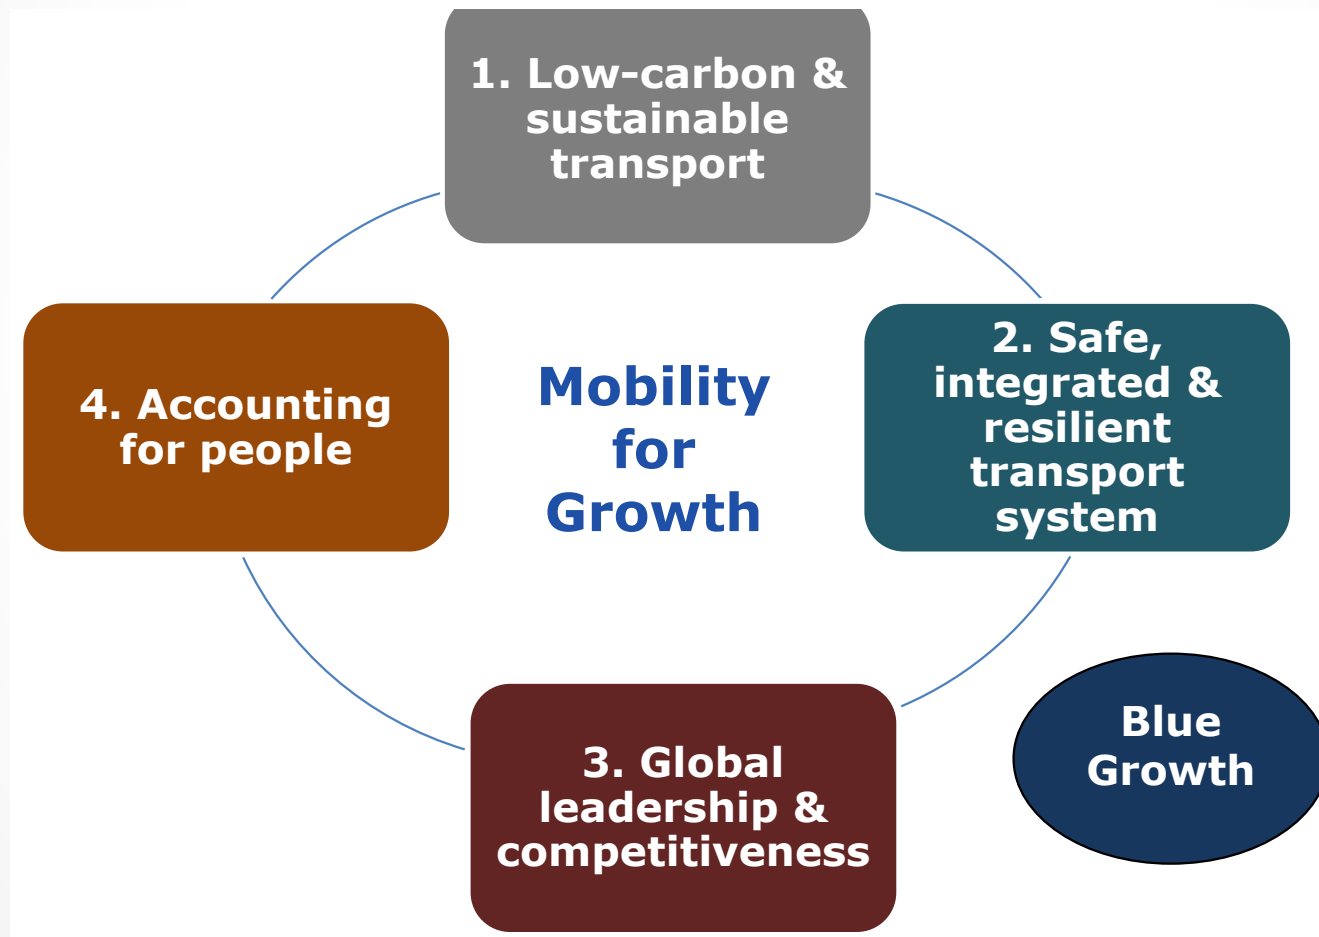 1. Low-carbon &
sustainable
transport
2. Safe,
integrated &
resilient
transport
system
3. Global
leadership &
competitiveness
4. Accounting
for people
Mobility
for
Growth
Blue
Growth